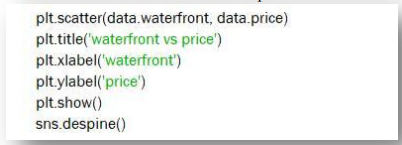 plt.scatter(data.waterfront, data.price)
plt.title('waterfront vs price')
plt.xlabel('waterfront')
plt.ylabel('price')
plt.show()
sns.despine()